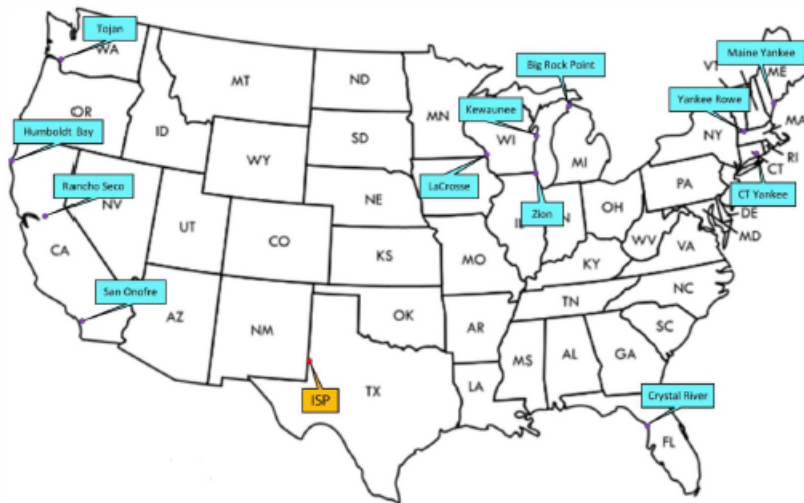 Tojan
WA
MT
ND
MN
Big Rock Point
VT
Maine Yankee
ME
OR
ID
SD
Kewaunee
WI
Yankee Rowe
MA
NY
Humboldt Bay
WY
MI
RI
CT
Rancho Seco
NV
NE
LaCrosse
PA
CT Yankee
Zion
UT
CO
IL
IN
OH
DE
MD
CA
KS
MO
WV
VA
KY
San Onofre
AZ
NM
OK
AR
TN
NC
SC
MS
AL
GA
ISP
TX
LA
Crystal River
FL